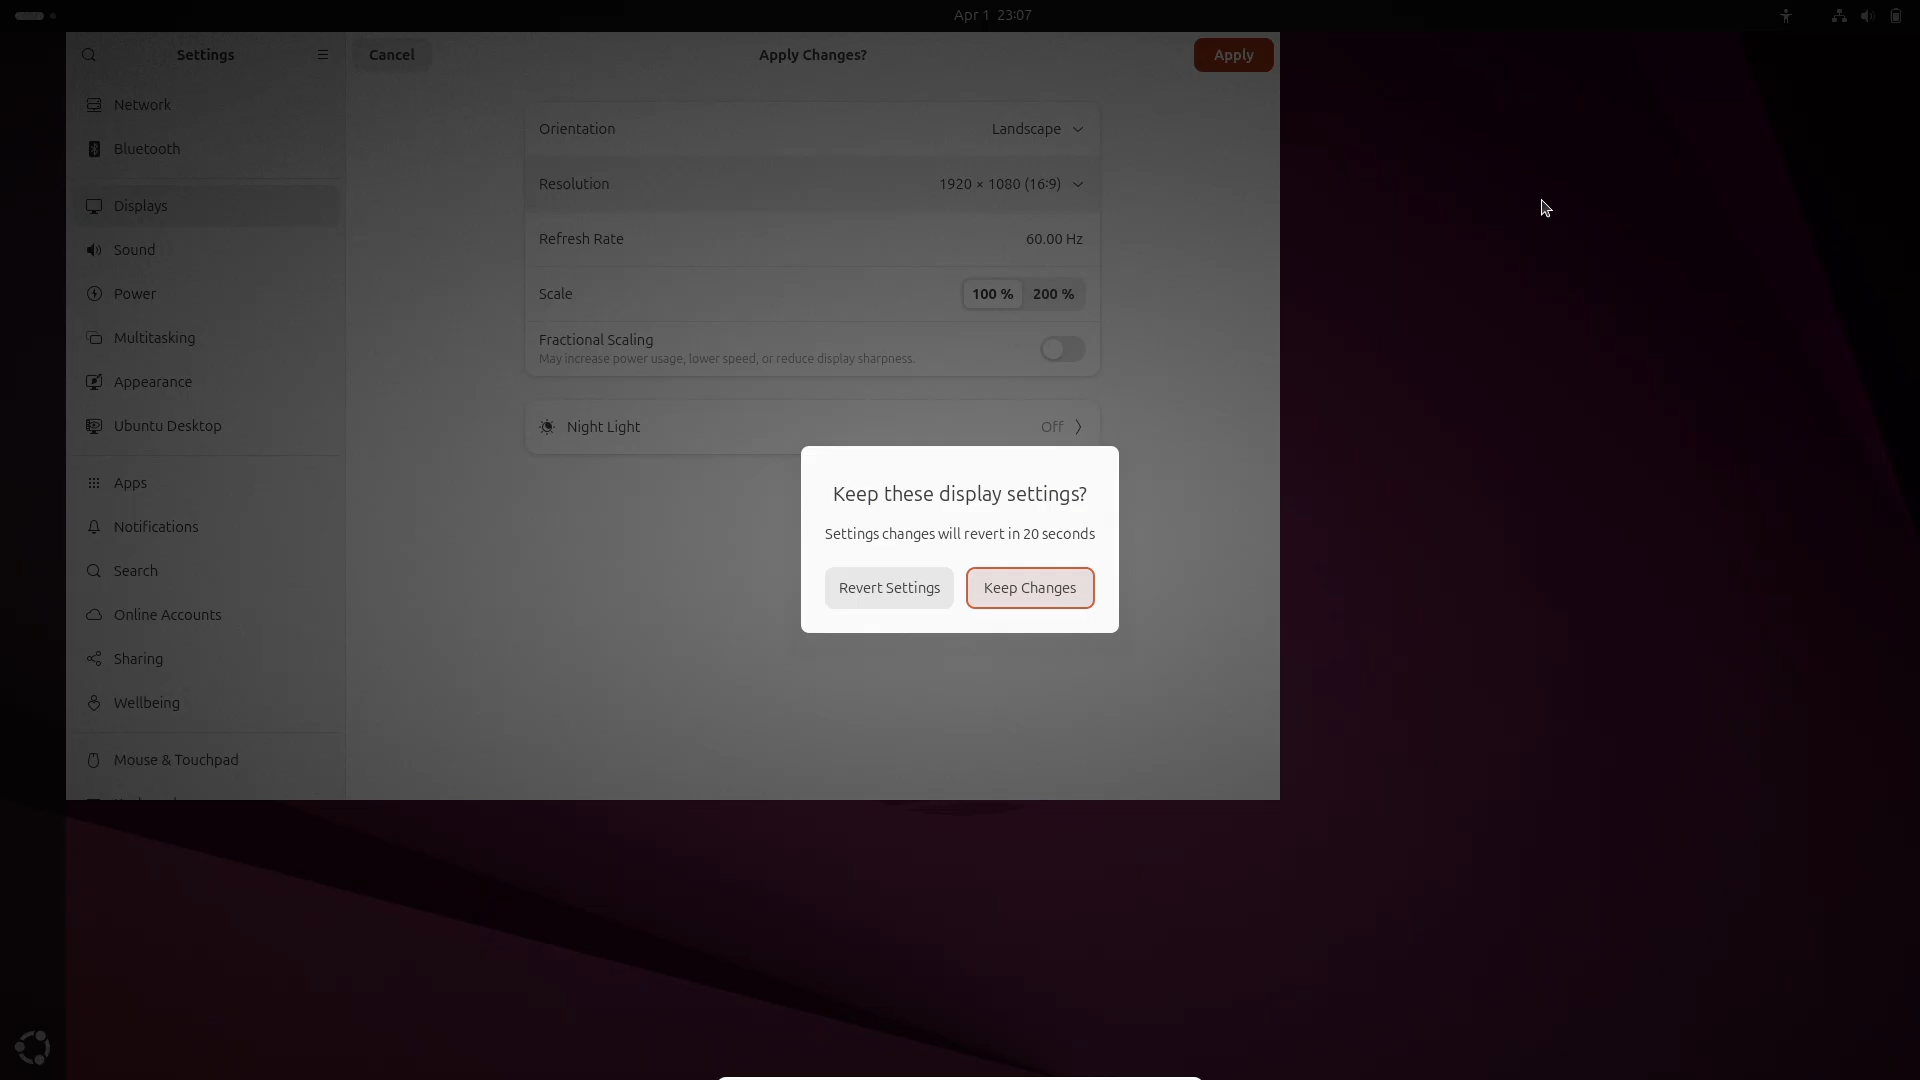 Apr 1 23:07
Settings
Cancel
Apply Changes?
Apply
Network
Bluetooth
Displays
Sound
Power
Multitasking
Appearance
Ubuntu Desktop
Apps
Notifications
Search
Online Accounts
Sharing
Wellbeing
Mouse & Touchpad
Orientation
Landscape
Resolution
1920 × 1080 (16:9)
Refresh Rate
60.00 Hz
Scale
100 % 200 %
Fractional Scaling
May increase power usage, lower speed, or reduce display sharpness.
Night Light
Off
Keep these display settings?
Settings changes will revert in 20 seconds
Revert Settings
Keep Changes